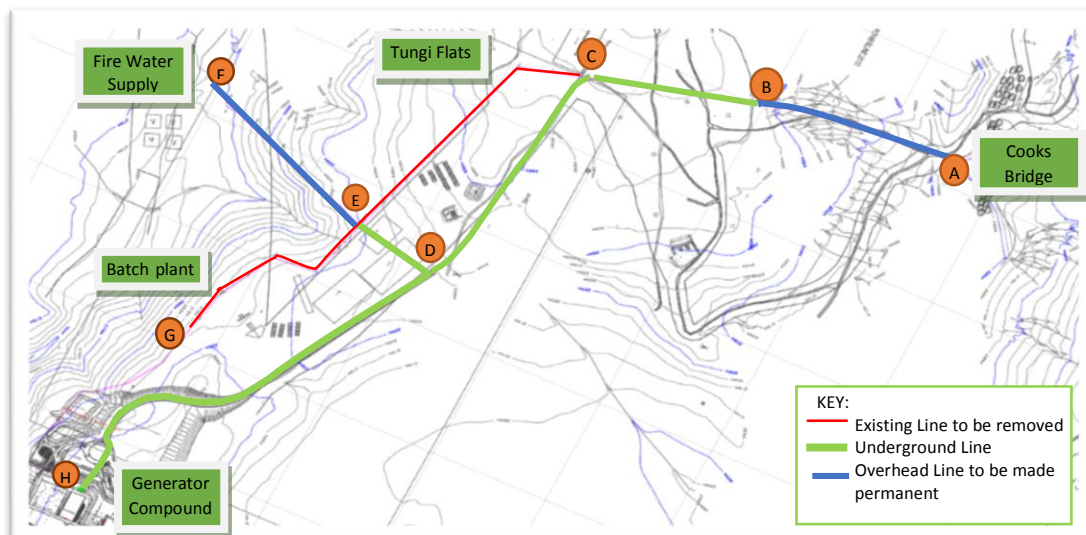 Fire Water
Supply
F
Tungi Flats
C
B
A
Cooks
Bridge
E
D
Batch plant
G
H
Generator
Compound
KEY:
Existing Line to be removed
Underground Line
Overhead Line to be made
permanent